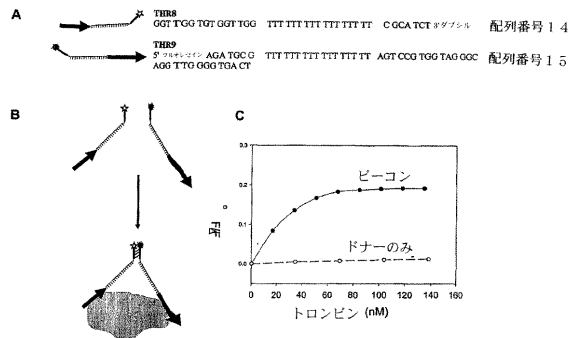 A
THR8
GGT TGG TGT GGT TGG TTT TTT TTT TTT TTT TTT C GCA TCT 3'ダブシル 配列番号14
THR9
5' フルオレセイン AGA TGC G TTT TTT TTT TTT TTT TTT AGT CCG TGG TAG GGC 配列番号15
AGG TTG GGG TGA CT
B
C
0.3
0.2
0.1
0.0
F/F°
ビーコン
ドナーのみ
0 20 40 60 80 100 120 140 160
トロンビン (nM)